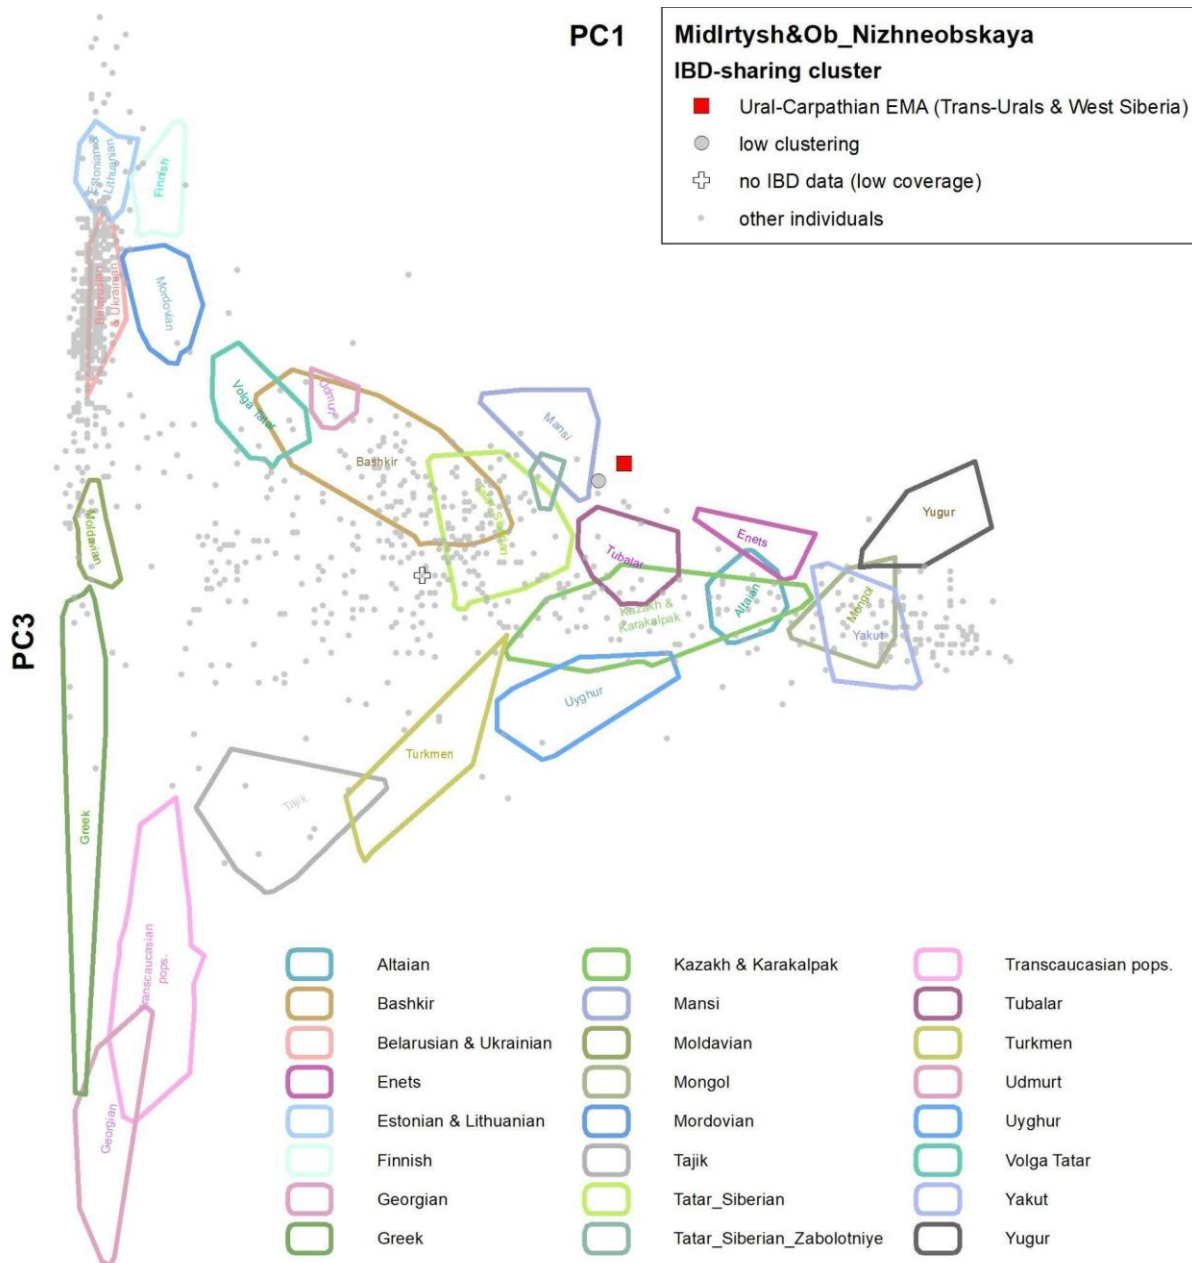 PC1
MidIrtysh&Ob_Nizhneobskaya
IBD-sharing cluster
Ural-Carpathian EMA (Trans-Urals & West Siberia)
low clustering
no IBD data (low coverage)
other individuals
Estonian &
Lithuanian
Finnish
Belarusian
& Ukrainian
Mordovian
Volga Tatar
Udmurt
Bashkir
Mansi
Tatar_Siberian
Yugur
Moldavian
Tubalar
Enets
Altaian
Kazakh &
Karakalpak
Mongol
Yakut
PC3
Uyghur
Turkmen
Tajik
Greek
Transcaucasian
pops.
Georgian
Altaian
Bashkir
Belarusian & Ukrainian
Enets
Estonian & Lithuanian
Finnish
Georgian
Greek
Kazakh & Karakalpak
Mansi
Moldavian
Mongol
Mordovian
Tajik
Tatar_Siberian
Tatar_Siberian_Zabolotniye
Transcaucasian pops.
Tubalar
Turkmen
Udmurt
Uyghur
Volga Tatar
Yakut
Yugur